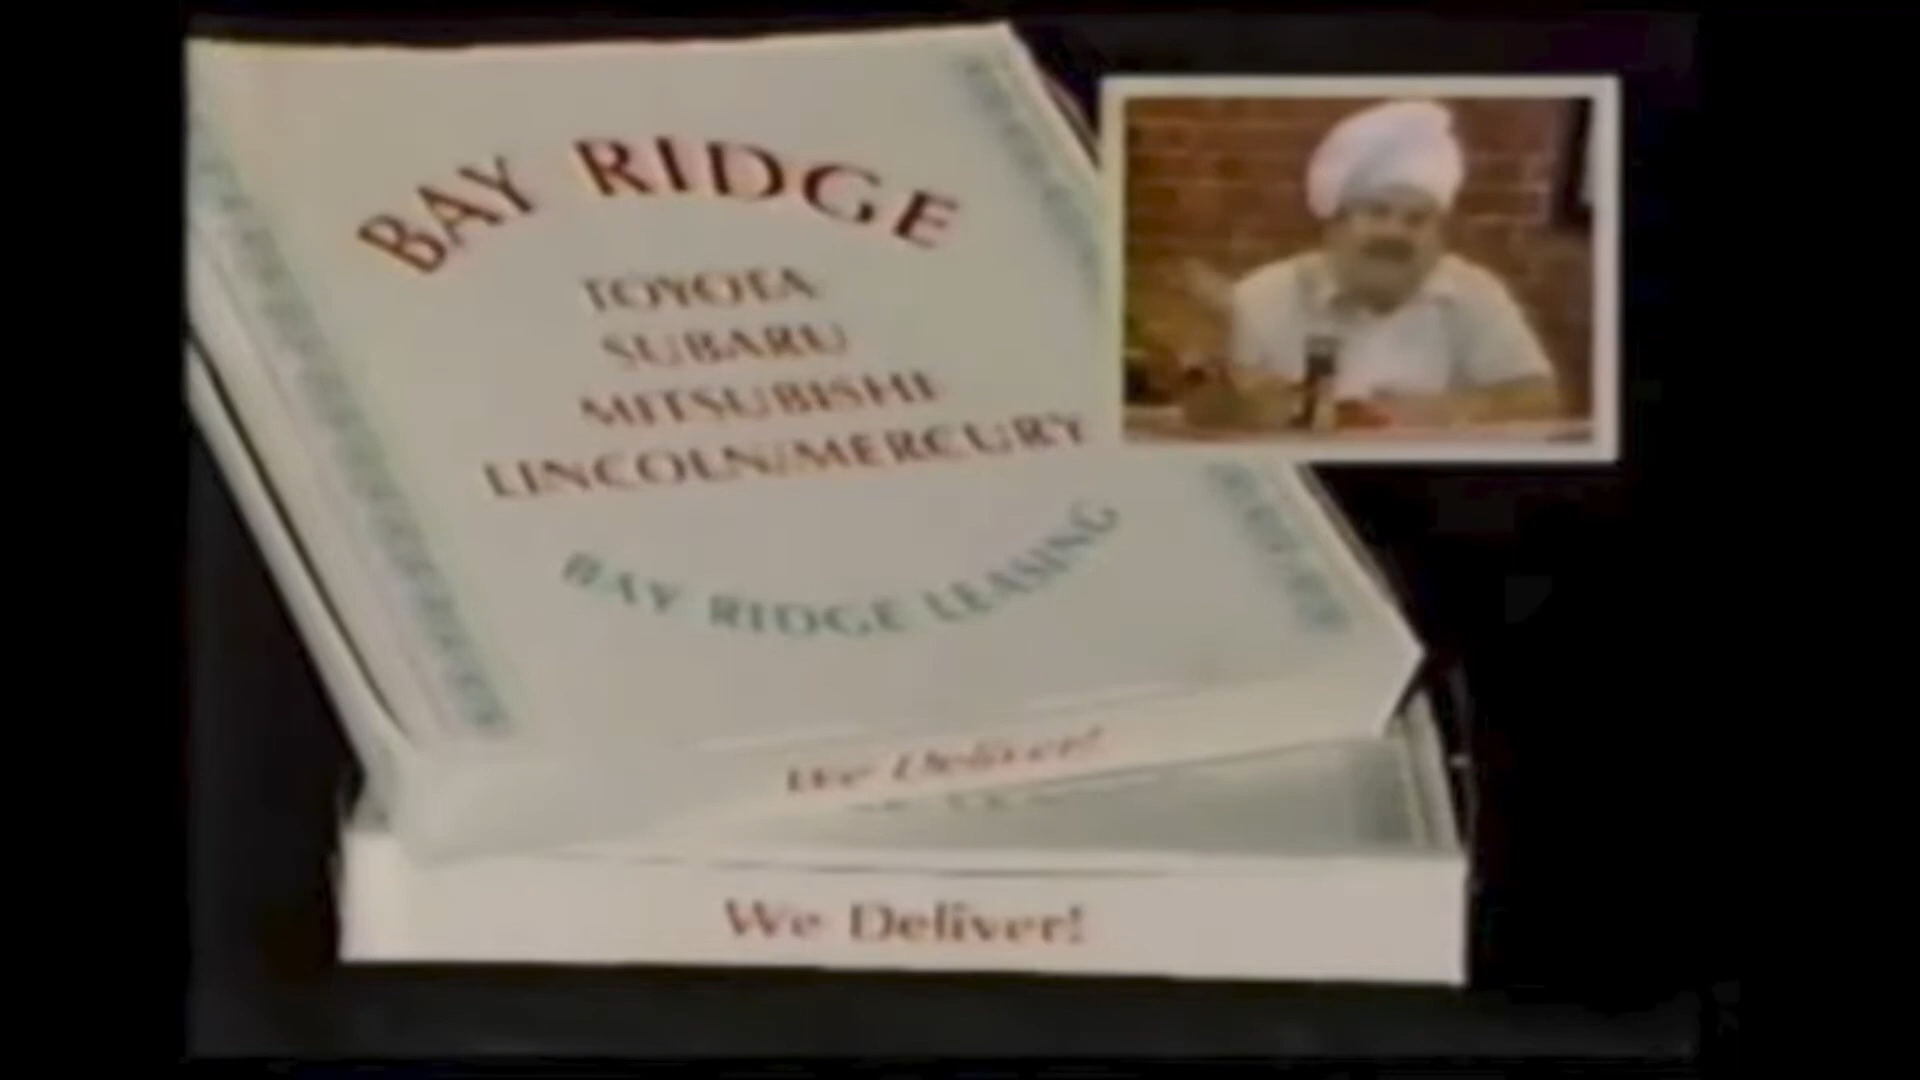 BAY RIDGE
TOYOTA
SUBARU
MITSUBISHI
LINCOLN/MERCURY
BAY RIDGE LEASING
We Deliver!
We Deliver!